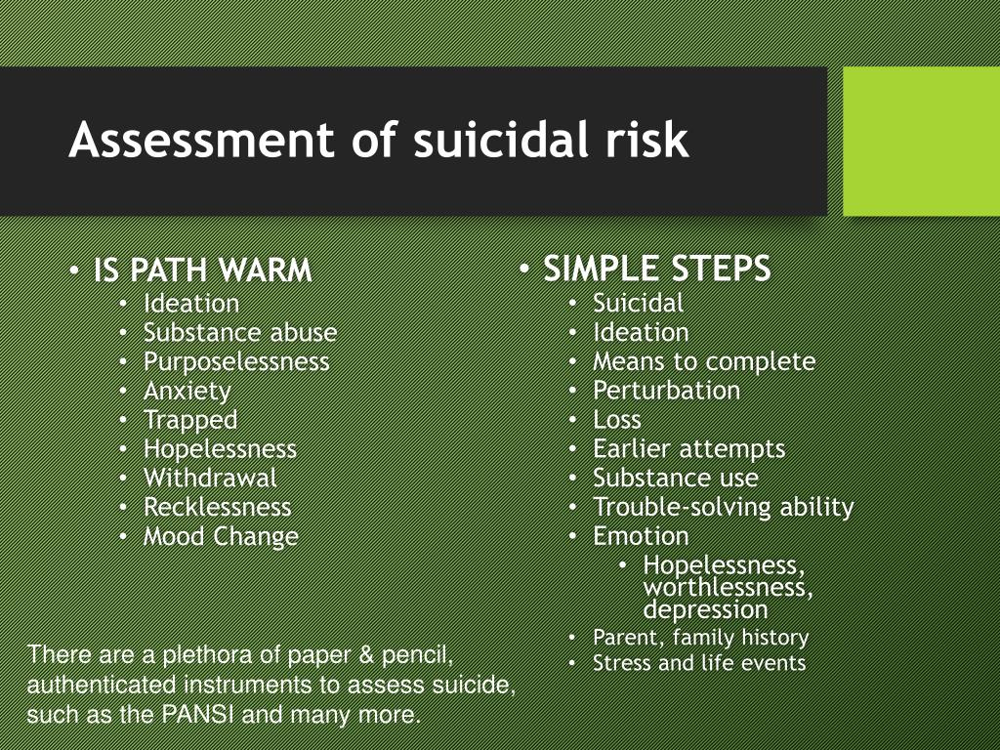 Assessment of suicidal risk
• IS PATH WARM
• Ideation
• Substance abuse
• Purposelessness
• Anxiety
• Trapped
• Hopelessness
• Withdrawal
• Recklessness
• Mood Change
There are a plethora of paper & pencil,
authenticated instruments to assess suicide,
such as the PANSI and many more.
• SIMPLE STEPS
• Suicidal
• Ideation
• Means to complete
• Perturbation
• Loss
• Earlier attempts
• Substance use
• Trouble-solving ability
• Emotion
• Hopelessness,
worthlessness,
depression
• Parent, family history
• Stress and life events